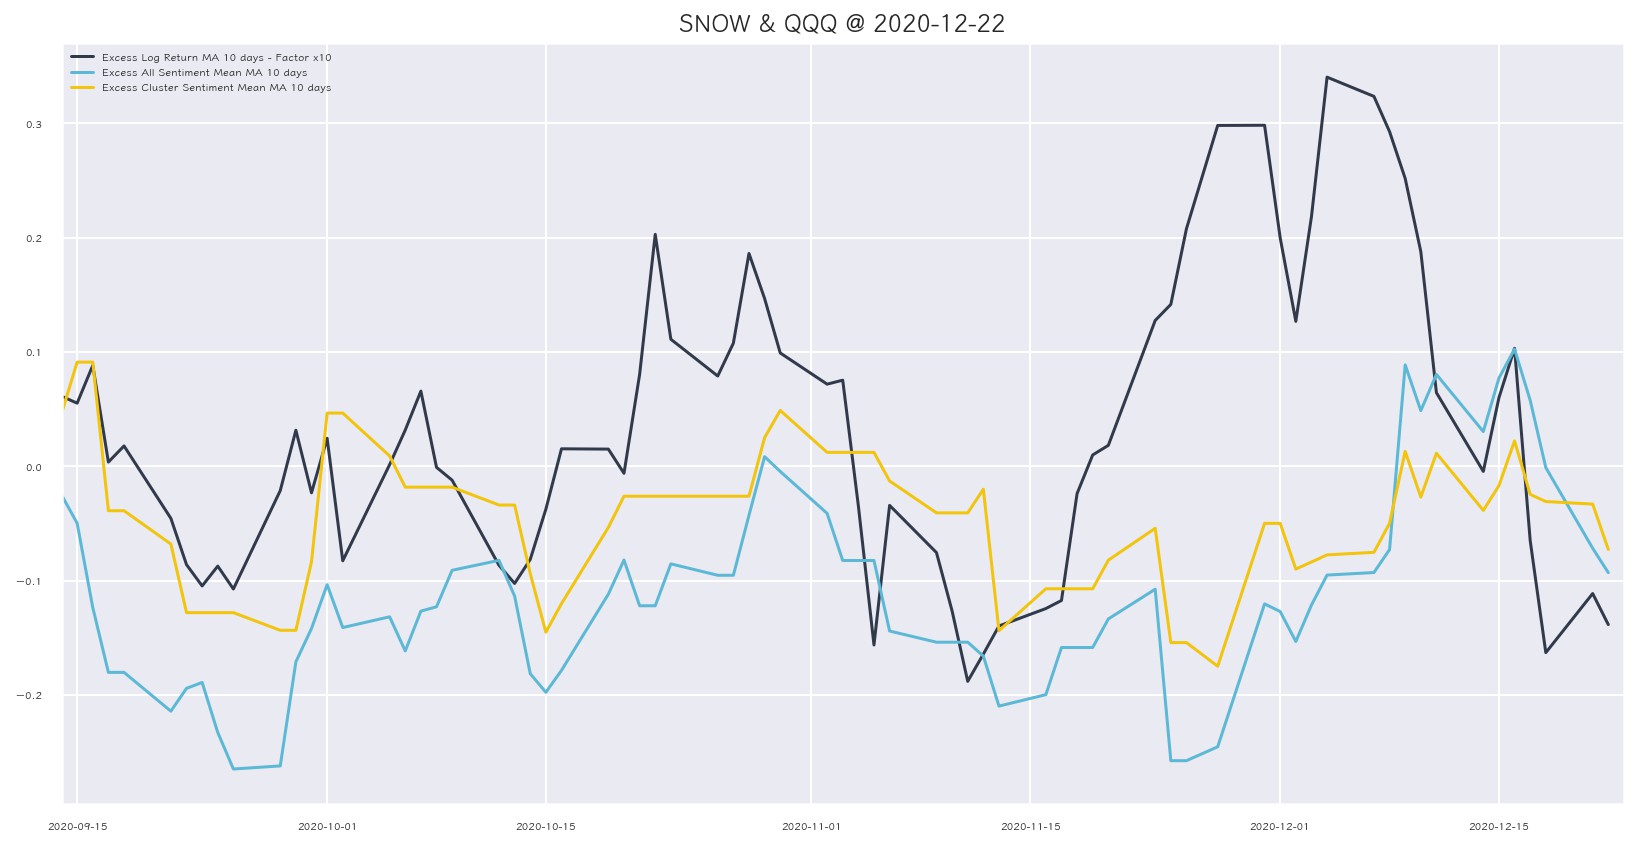 SNOW & QQQ @ 2020-12-22
Excess Log Return MA 10 days - Factor x10
Excess All Sentiment Mean MA 10 days
Excess Cluster Sentiment Mean MA 10 days
0.3
0.2
0.1
0.0
−0.1
−0.2
2020-09-15 2020-10-01 2020-10-15 2020-11-01 2020-11-15 2020-12-01 2020-12-15